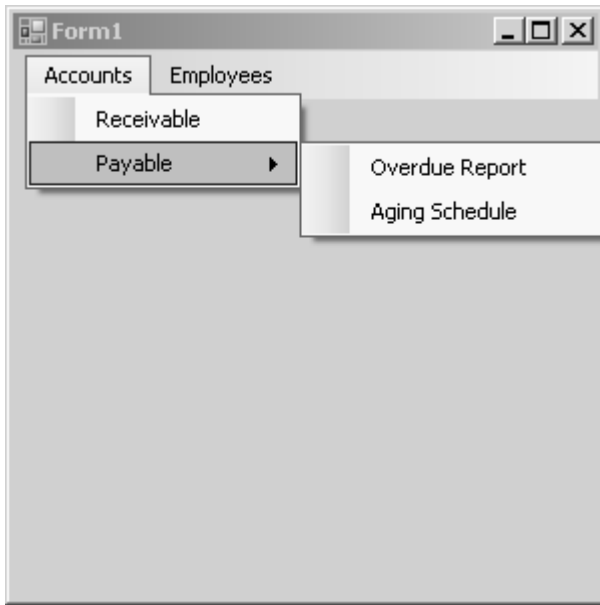 Form1
Accounts Employees
Receivable
Payable
Overdue Report
Aging Schedule